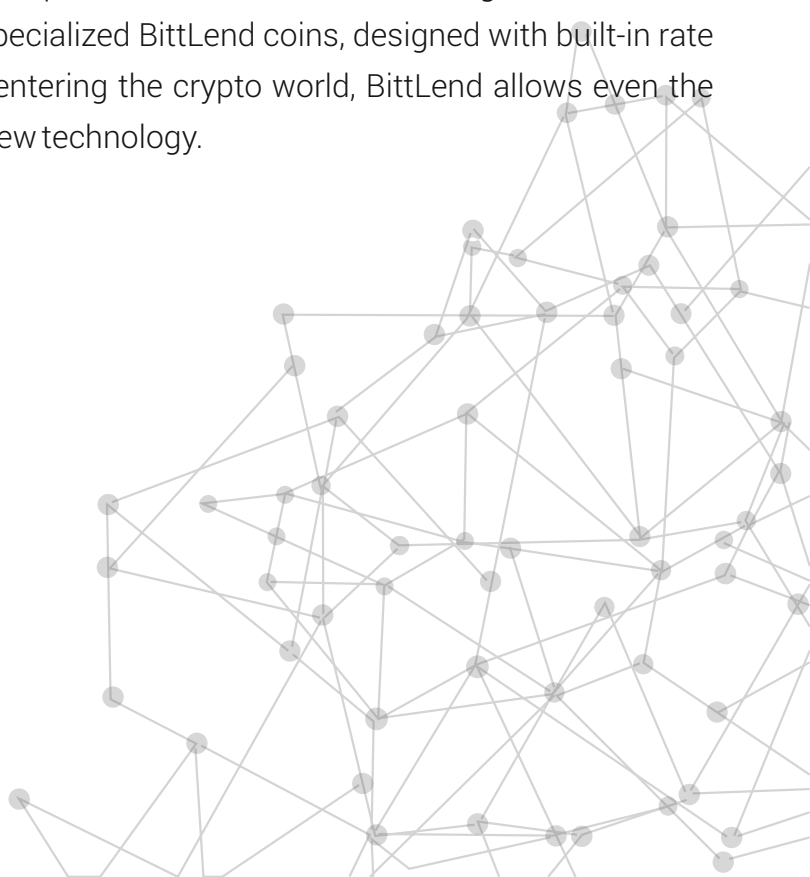 pecialized BittLend coins, designed with built-in rate
entering the crypto world, BittLend allows even the
ew technology.